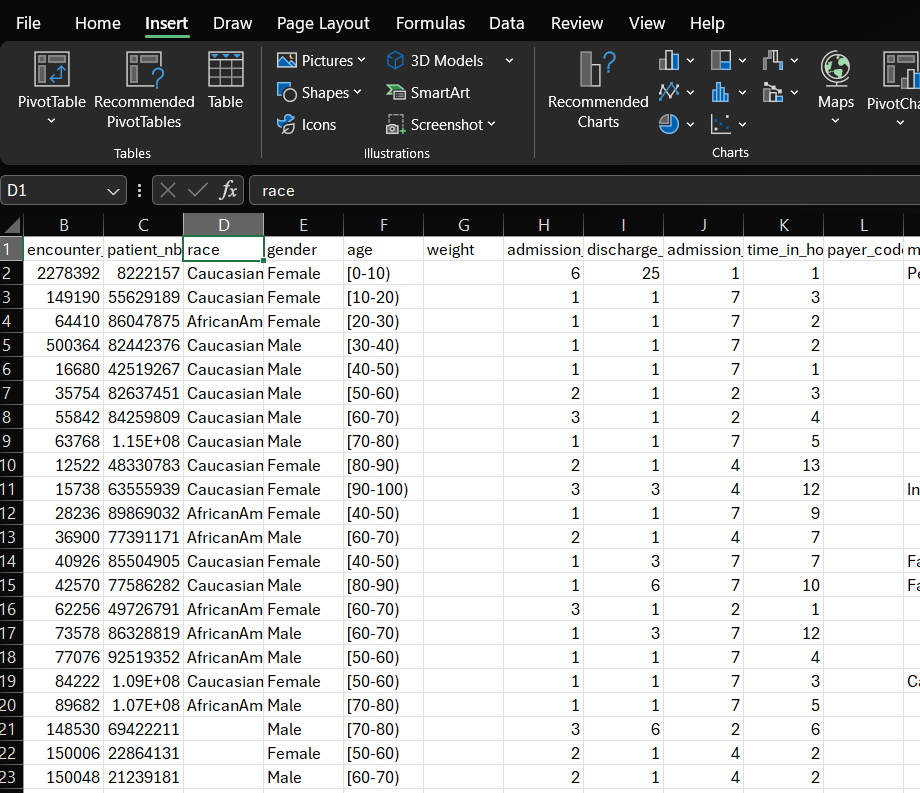 File Home Insert Draw Page Layout Formulas Data Review View Help
PivotTable Recommended PivotTables Table
Tables
Pictures 3D Models
Shapes SmartArt
Icons Screenshot
Illustrations
Recommended Charts
Charts
Maps PivotCha
D1 fx race
B C D E F G H I J K L
1 encounter_ patient_nb race gender age weight admission_ discharge_ admission_ time_in_ho payer_code m
2 2278392 8222157 Caucasian Female [0-10) 6 25 1 1 Pe
3 149190 55629189 Caucasian Female [10-20) 1 1 7 3
4 64410 86047875 AfricanAm Female [20-30) 1 1 7 2
5 500364 82442376 Caucasian Male [30-40) 1 1 7 2
6 16680 42519267 Caucasian Male [40-50) 1 1 7 1
7 35754 82637451 Caucasian Male [50-60) 2 1 2 3
8 55842 84259809 Caucasian Male [60-70) 3 1 2 4
9 63768 1.15E+08 Caucasian Male [70-80) 1 1 7 5
10 12522 48330783 Caucasian Female [80-90) 2 1 4 13
11 15738 63555939 Caucasian Female [90-100) 3 3 4 12 In
12 28236 89869032 AfricanAm Female [40-50) 1 1 7 9
13 36900 77391171 AfricanAm Male [60-70) 2 1 4 7
14 40926 85504905 Caucasian Female [40-50) 1 3 7 7 Fa
15 42570 77586282 Caucasian Male [80-90) 1 6 7 10 Fa
16 62256 49726791 AfricanAm Female [60-70) 3 1 2 1
17 73578 86328819 AfricanAm Male [60-70) 1 3 7 12
18 77076 92519352 AfricanAm Male [50-60) 1 1 7 4
19 84222 1.09E+08 Caucasian Female [50-60) 1 1 7 3 Ca
20 89682 1.07E+08 AfricanAm Male [70-80) 1 1 7 5
21 148530 69422211 Male [70-80) 3 6 2 6
22 150006 22864131 Female [50-60) 2 1 4 2
23 150048 21239181 Male [60-70) 2 1 4 2